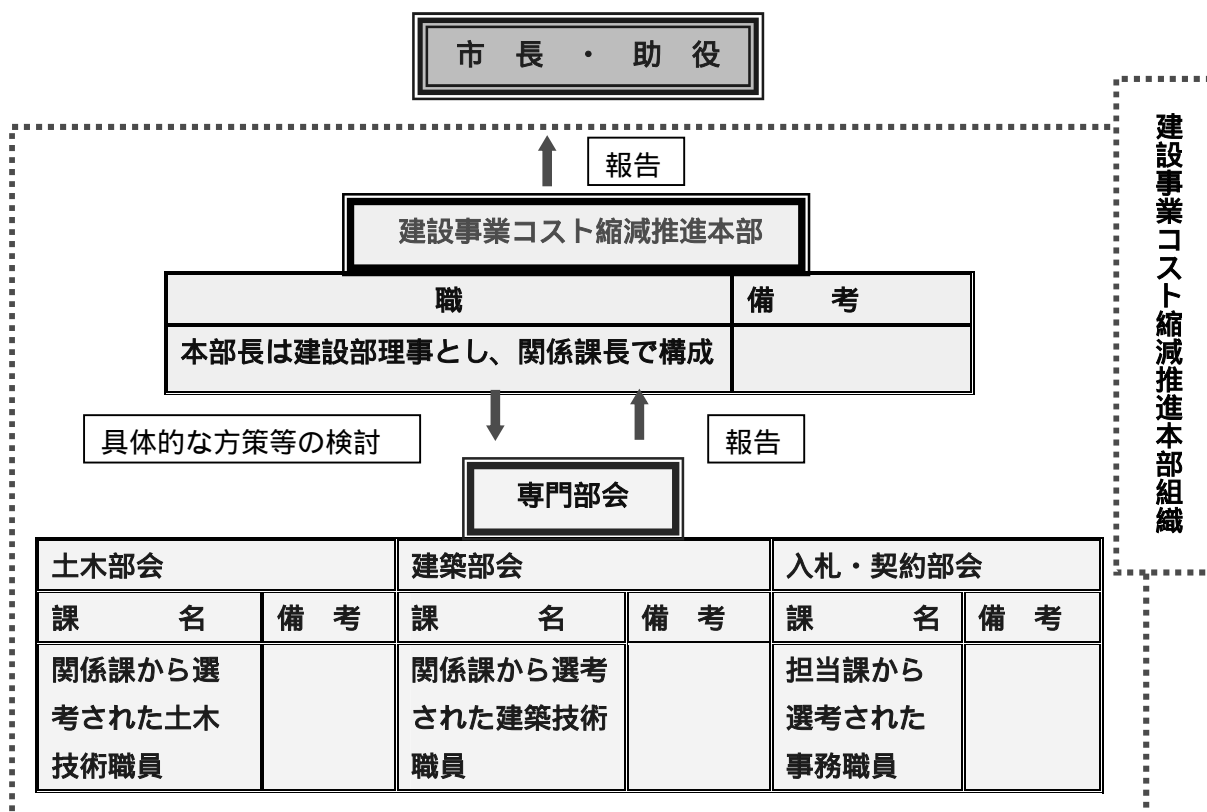 市　長　・　助　役
報告
建設事業コスト縮減推進本部
職
備　　考
本部長は建設部理事とし、関係課長で構成
具体的な方策等の検討
報告
専門部会
土木部会
建築部会
入札・契約部会
課　　　名
備　考
課　　　名
備　考
課　　　名
備　考
関係課から選
考された土木
技術職員
関係課から選考
された建築技術
職員
担当課から
選考された
事務職員
建設事業コスト縮減推進本部組織